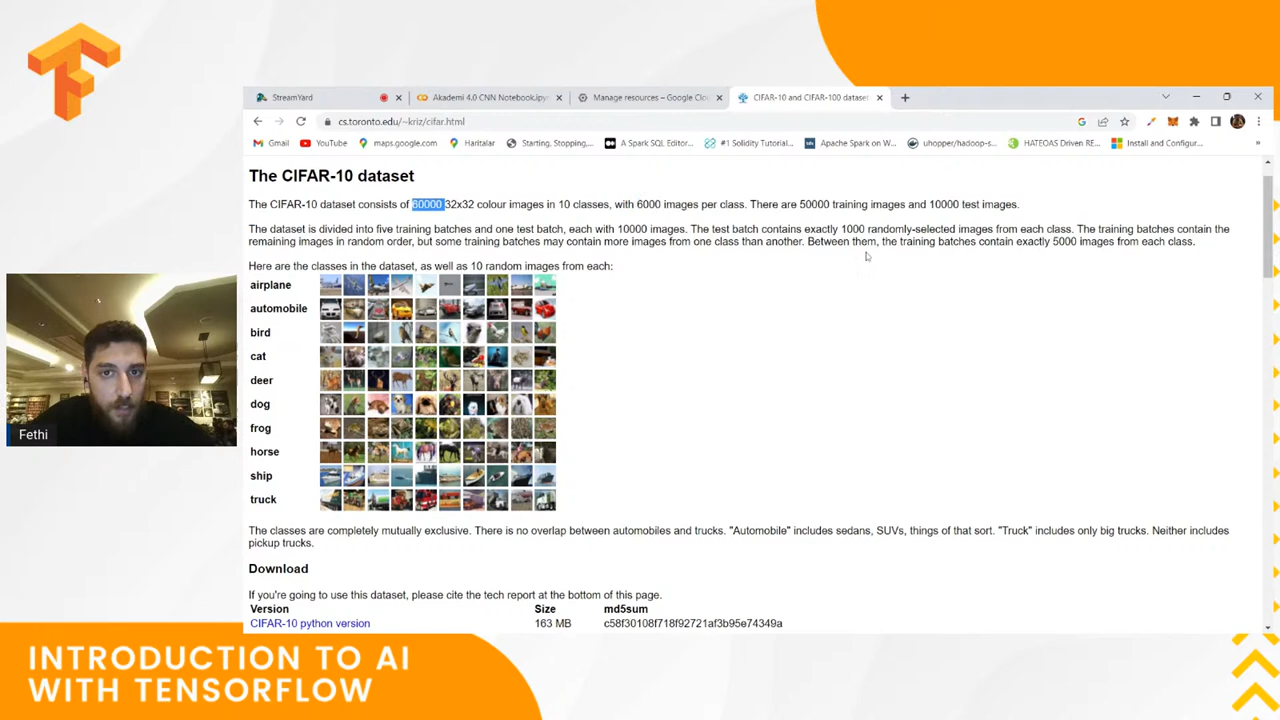 StreamYard
Akademi 4.0 CNN Notebook.ipy
Manage resources – Google Clou
CIFAR-10 and CIFAR-100 dataset
cs.toronto.edu/~kriz/cifar.html
Gmail
YouTube
maps.google.com
Haritalar
Starting, Stopping,...
A Spark SQL Editor...
#1 Solidity Tutorial...
Apache Spark (
uhopper/hadoop-s...
HATEOAS Driven RE...
Install and Configur...
»
The CIFAR-10 dataset
The CIFAR-10 dataset consists of 60000 32x32 colour images in 10 classes, with 6000 images per class. There are 50000 training images and 10000 test images.
The dataset is divided into five training batches and one test batch, each with 10000 images. The test batch contains exactly 1000 randomly-selected images from each class. The training batches contain the
remaining images in random order, but some training batches may contain more images from one class than another. Between them, the training batches contain exactly 5000 images from each class.
Here are the classes in the dataset, as well as 10 random images from each:
airplane
automobile
bird
cat
deer
dog
frog
horse
ship
truck
The classes are completely mutually exclusive. There is no overlap between automobiles and trucks. "Automobile" includes sedans, SUVs, things of that sort. "Truck" includes only big trucks. Neither includes
pickup trucks.
Download
If you're going to use this dataset, please cite the tech report at the bottom of this page.
Version Size md5sum
CIFAR-10 python version 163 MB c58f30108f718f92721af3b95e74349a
Fethi
INTRODUCTION TO AI
WITH TENSORFLOW